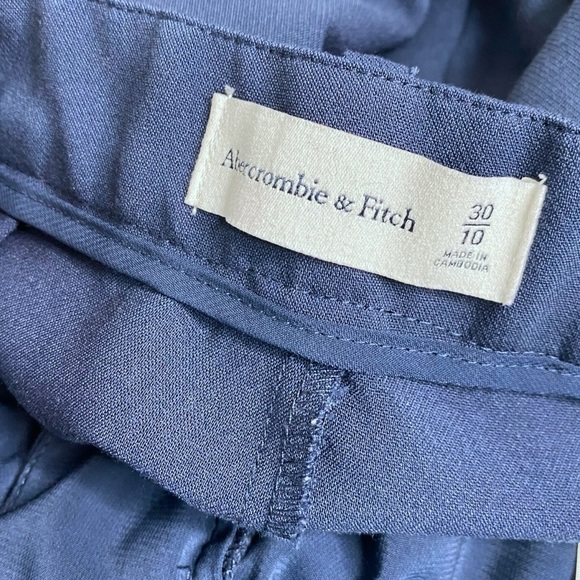 Abercrombie & Fitch
30
10
MADE IN
CAMBODIA